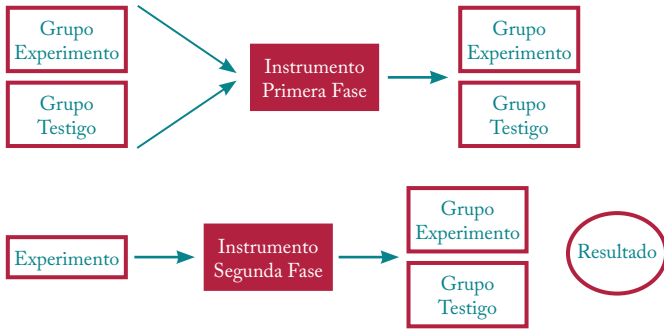 Grupo
Experimento
Grupo
Testigo
Instrumento
Primera Fase
Grupo
Experimento
Grupo
Testigo
Experimento
Instrumento
Segunda Fase
Grupo
Experimento
Grupo
Testigo
Resultado